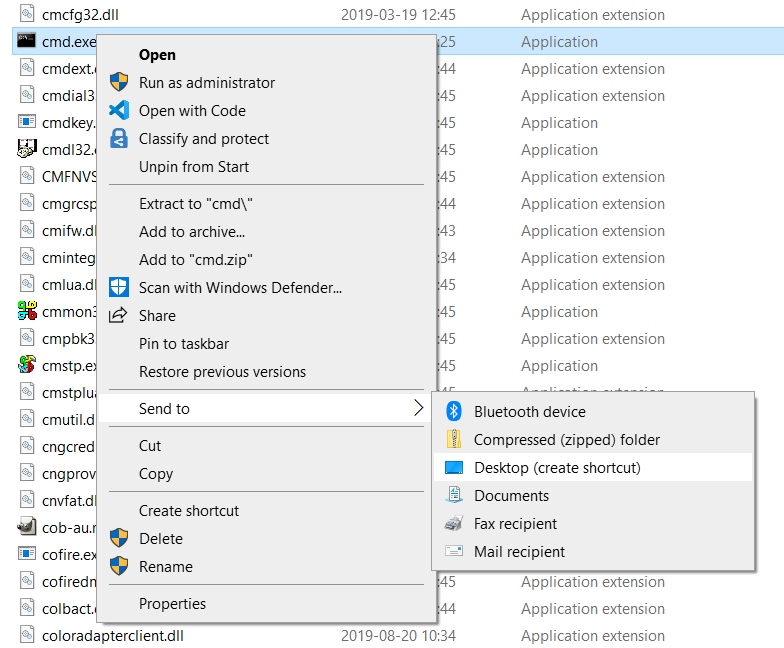 cmcfg32.dll 2019-03-19 12:45 Application extension
cmd.exe :25 Application
Open
cmdext. :44 Application extension
Run as administrator
cmdial3 :45 Application extension
Open with Code
cmdkey. :45 Application
Classify and protect
cmdl32. :45 Application
Unpin from Start
CMFNVS :45 Application extension
cmgrcsp :44 Application extension
Extract to "cmd\"
cmifw.dl :43 Application extension
Add to archive...
cminteg :34 Application extension
Add to "cmd.zip"
cmlua.dl :45 Application extension
Scan with Windows Defender...
cmmon3 :45 Application
Share
cmpbk3 :45 Application extension
Pin to taskbar
cmstp.ex :45 Application
Restore previous versions
cmstplua
Send to
Bluetooth device
cmutil.d
Compressed (zipped) folder
cngcred
Cut
Desktop (create shortcut)
cngprov
Copy
Documents
cnvfat.dl
Create shortcut
Fax recipient
cob-au.r
Delete
Mail recipient
cofire.ex
Rename
cofiredn :45 Application extension
colbact. :44 Application extension
Properties
coloradapterclient.dll 2019-08-20 10:34 Application extension